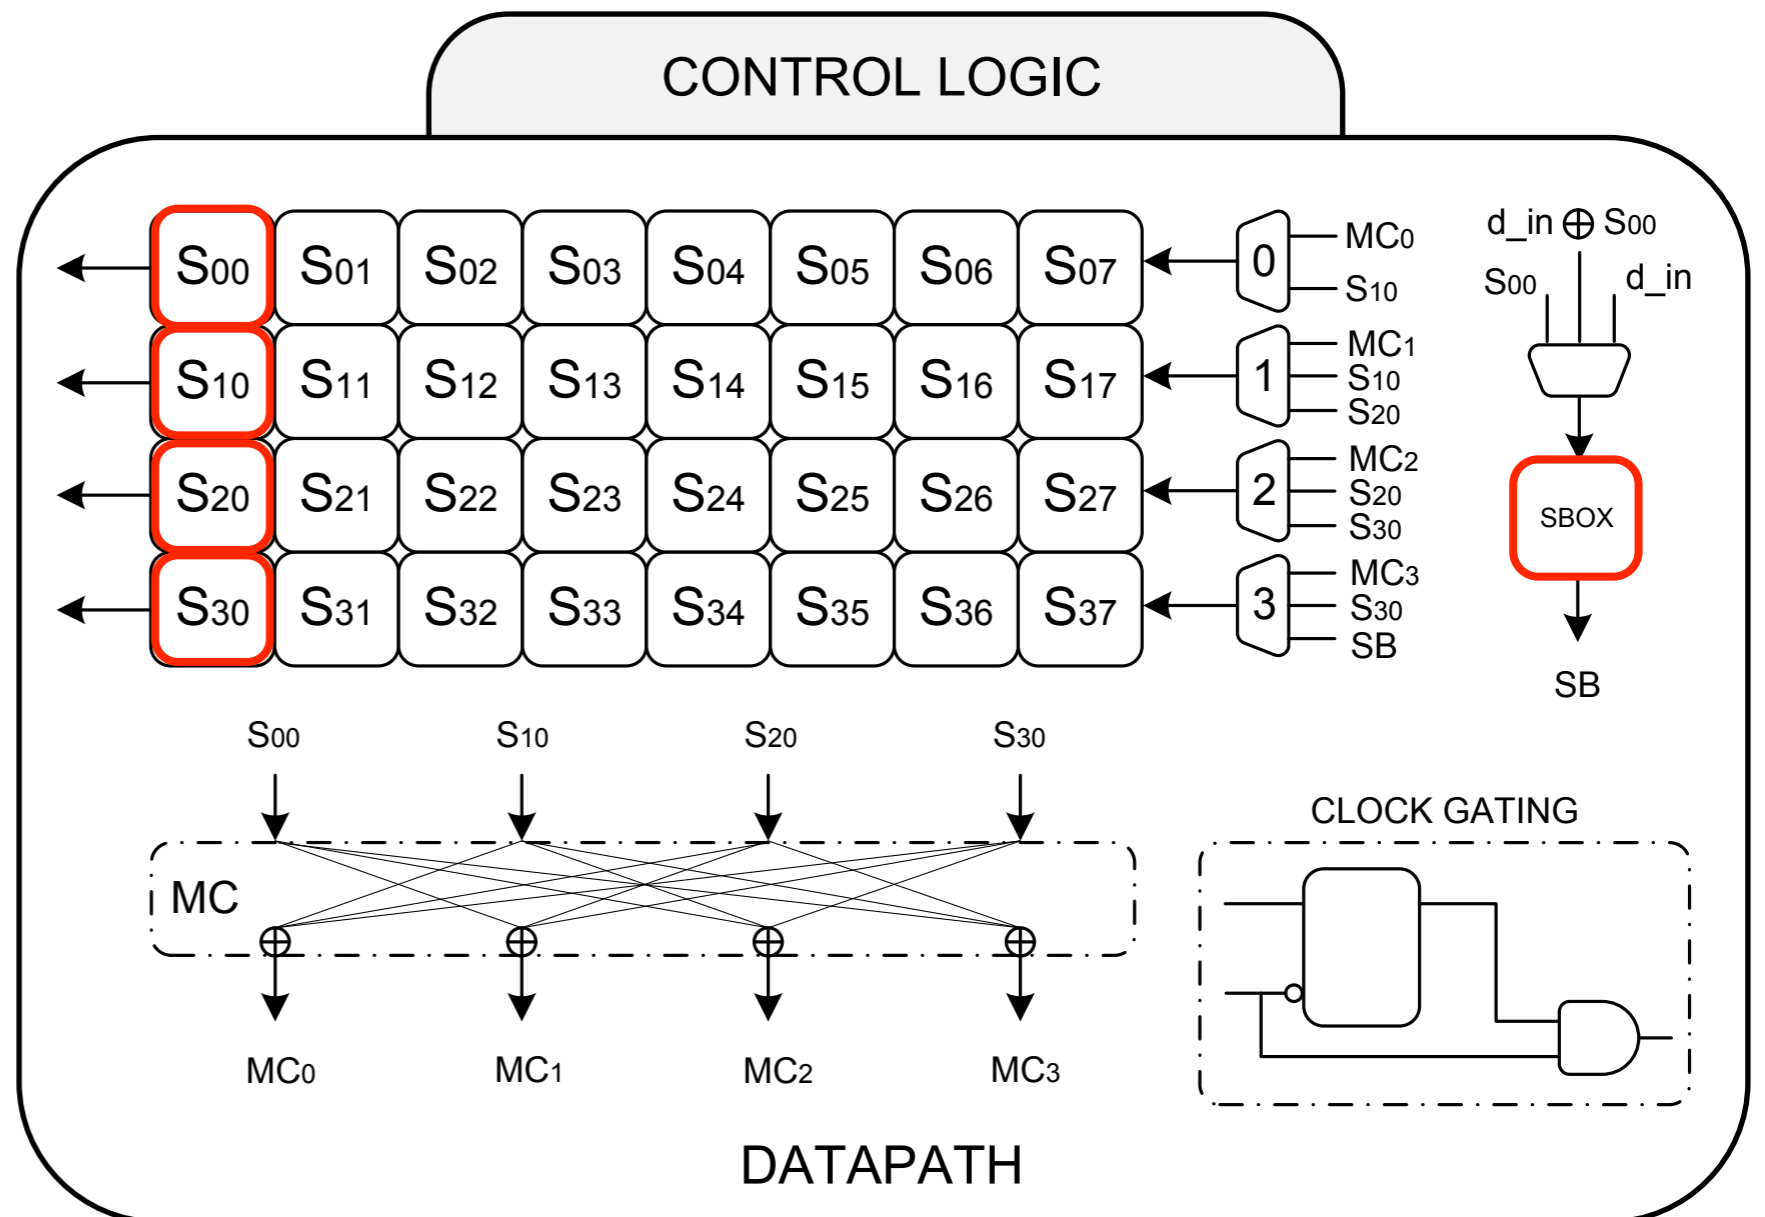 CONTROL LOGIC
S00 S01 S02 S03 S04 S05 S06 S07
S10 S11 S12 S13 S14 S15 S16 S17
S20 S21 S22 S23 S24 S25 S26 S27
S30 S31 S32 S33 S34 S35 S36 S37
0
MC0
S10
1
MC1
S10
S20
2
MC2
S20
S30
3
MC3
S30
SB
d_in ⊕ S00
S00 d_in
SBOX
SB
S00 S10 S20 S30
MC
MC0 MC1 MC2 MC3
CLOCK GATING
DATAPATH